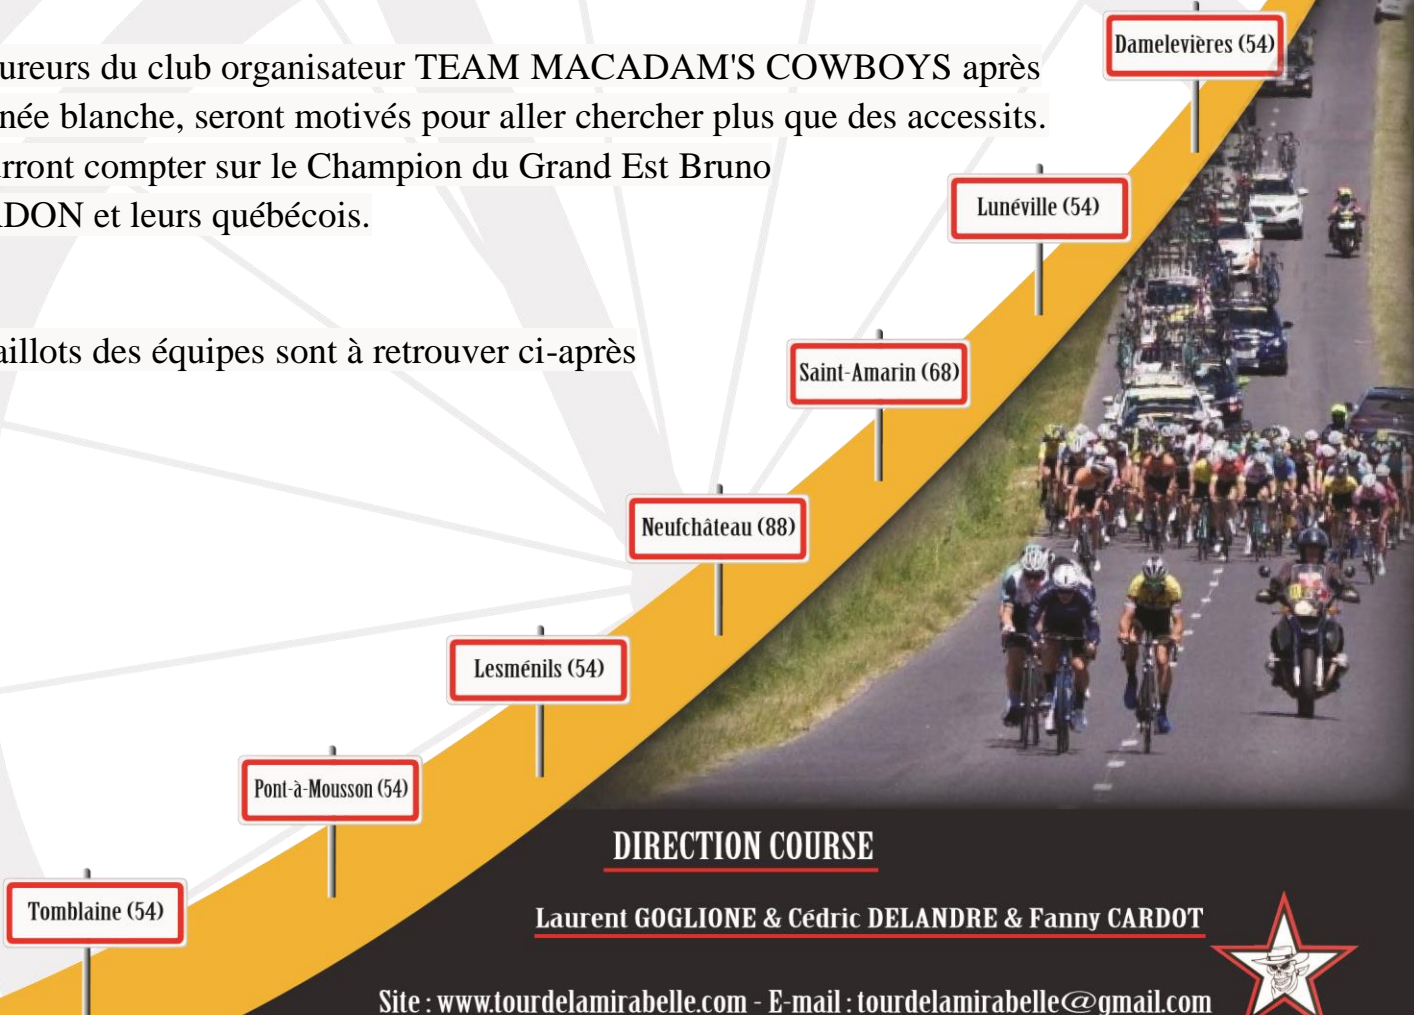 ureurs du club organisateur TEAM MACADAM'S COWBOYS après
née blanche, seront motivés pour aller chercher plus que des accessits.
rront compter sur le Champion du Grand Est Bruno
RDON et leurs québécois.
aillots des équipes sont à retrouver ci-après
Damelevières (54)
Lunéville (54)
Saint-Amarin (68)
Neufchâteau (88)
Lesménils (54)
Pont-à-Mousson (54)
Tomblaine (54)
DIRECTION COURSE
Laurent GOGLIONE & Cédric DELANDRE & Fanny CARDOT
Site : www.tourdelamirabelle.com - E-mail : tourdelamirabelle@gmail.com